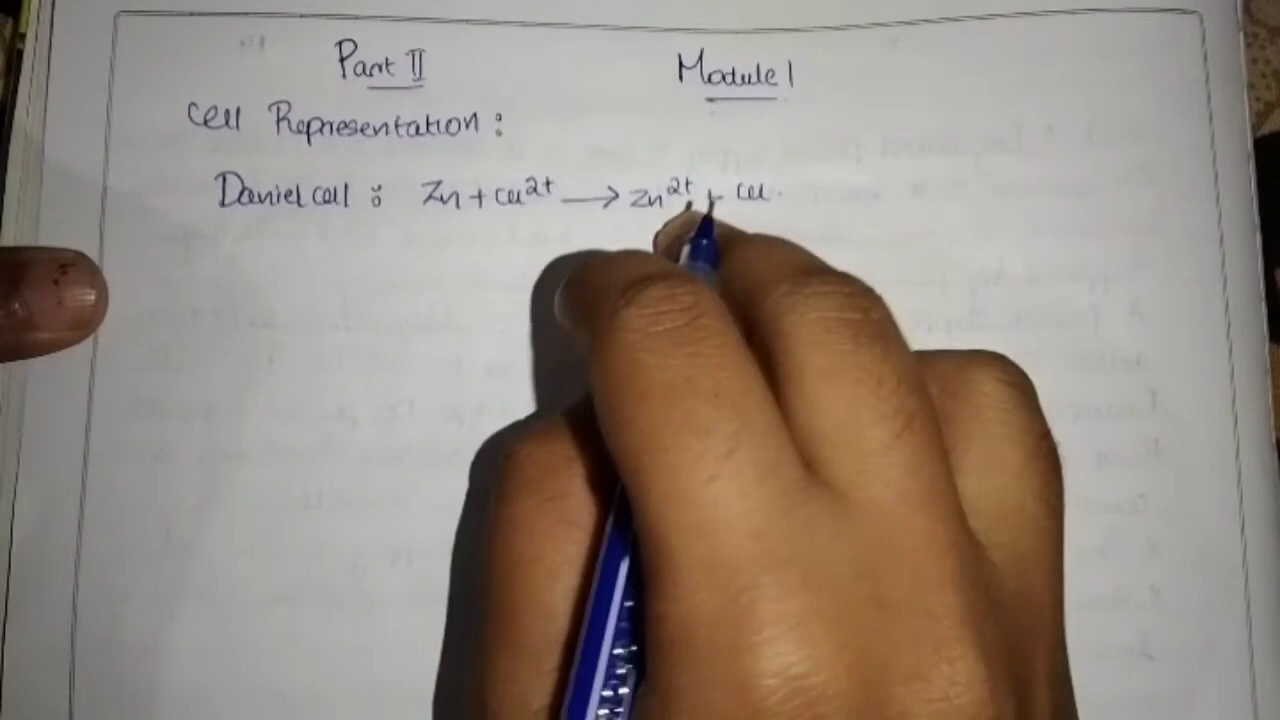 Part II Module 1
Cell Representation :
Daniel cell : Zn + Cu2+ → Zn2+ + Cu.